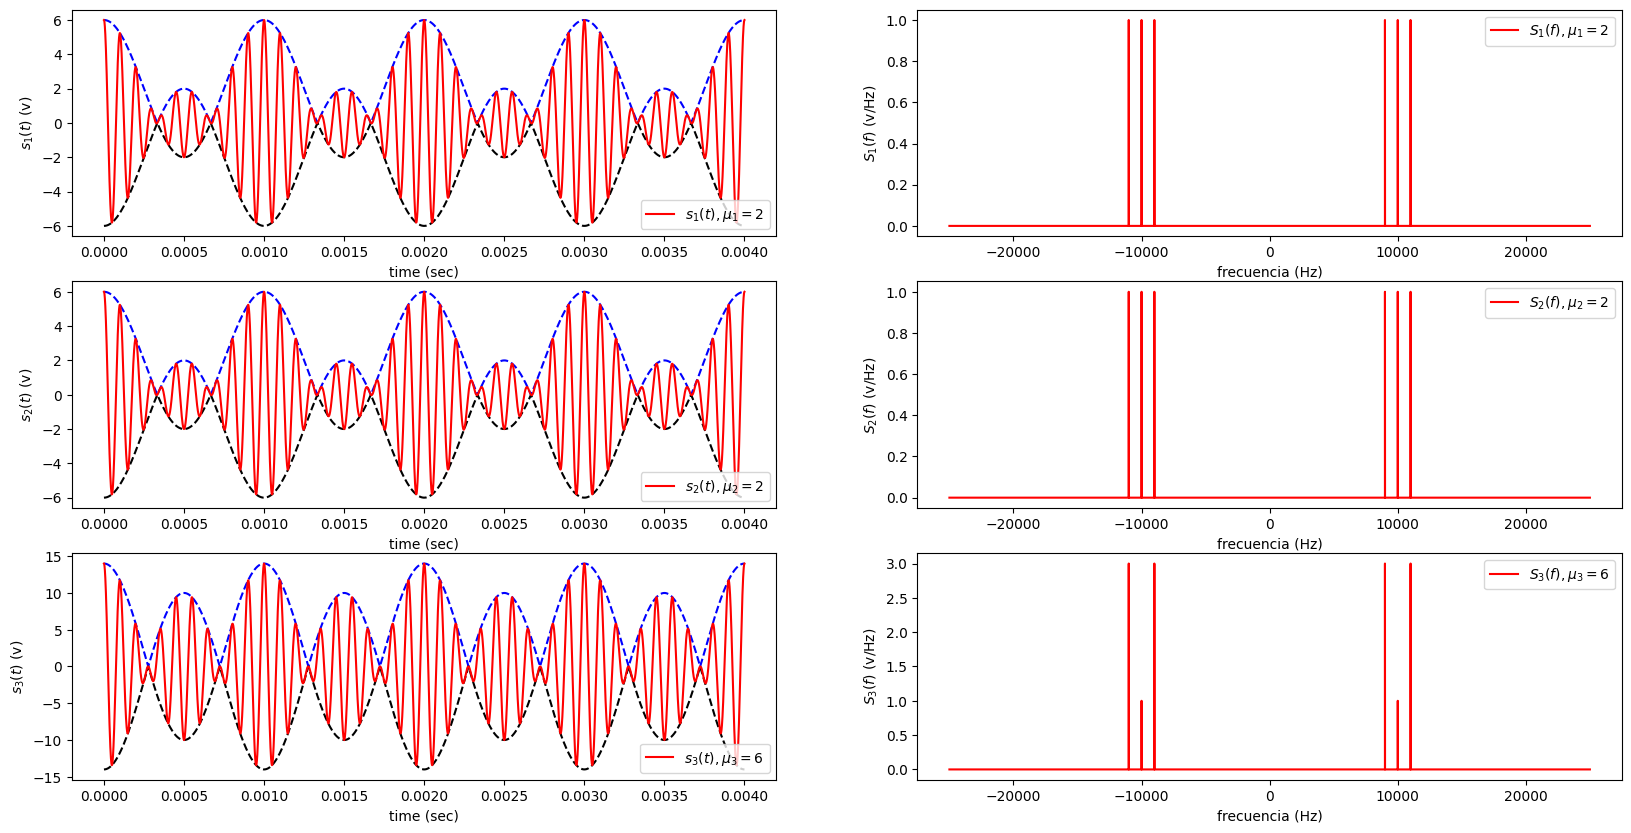 6
4
2
0
−2
−4
−6
s₁(t) (v)
s₁(t), μ₁ = 2
0.0000 0.0005 0.0010 0.0015 0.0020 0.0025 0.0030 0.0035 0.0040
time (sec)
1.0
0.8
0.6
0.4
0.2
0.0
S₁(f) (v/Hz)
S₁(f), μ₁ = 2
−20000 −10000 0 10000 20000
frecuencia (Hz)
6
4
2
0
−2
−4
−6
s₂(t) (v)
s₂(t), μ₂ = 2
0.0000 0.0005 0.0010 0.0015 0.0020 0.0025 0.0030 0.0035 0.0040
time (sec)
1.0
0.8
0.6
0.4
0.2
0.0
S₂(f) (v/Hz)
S₂(f), μ₂ = 2
−20000 −10000 0 10000 20000
frecuencia (Hz)
15
10
5
0
−5
−10
−15
s₃(t) (v)
s₃(t), μ₃ = 6
0.0000 0.0005 0.0010 0.0015 0.0020 0.0025 0.0030 0.0035 0.0040
time (sec)
3.0
2.5
2.0
1.5
1.0
0.5
0.0
S₃(f) (v/Hz)
S₃(f), μ₃ = 6
−20000 −10000 0 10000 20000
frecuencia (Hz)